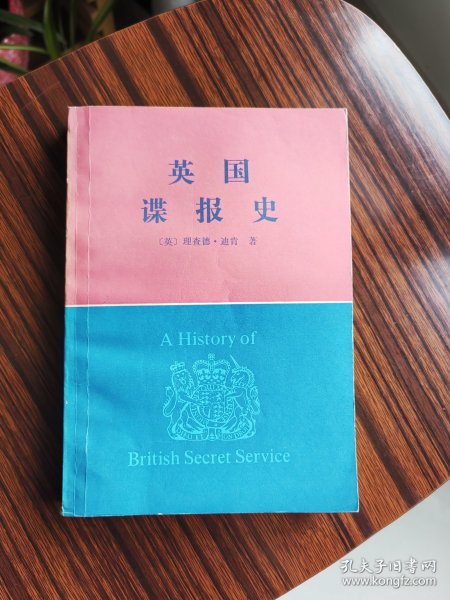 英国
谍报史
〔英〕理查德·迪肯 著
A History of
British Secret Service
孔夫子旧书网
www.kongfz.com